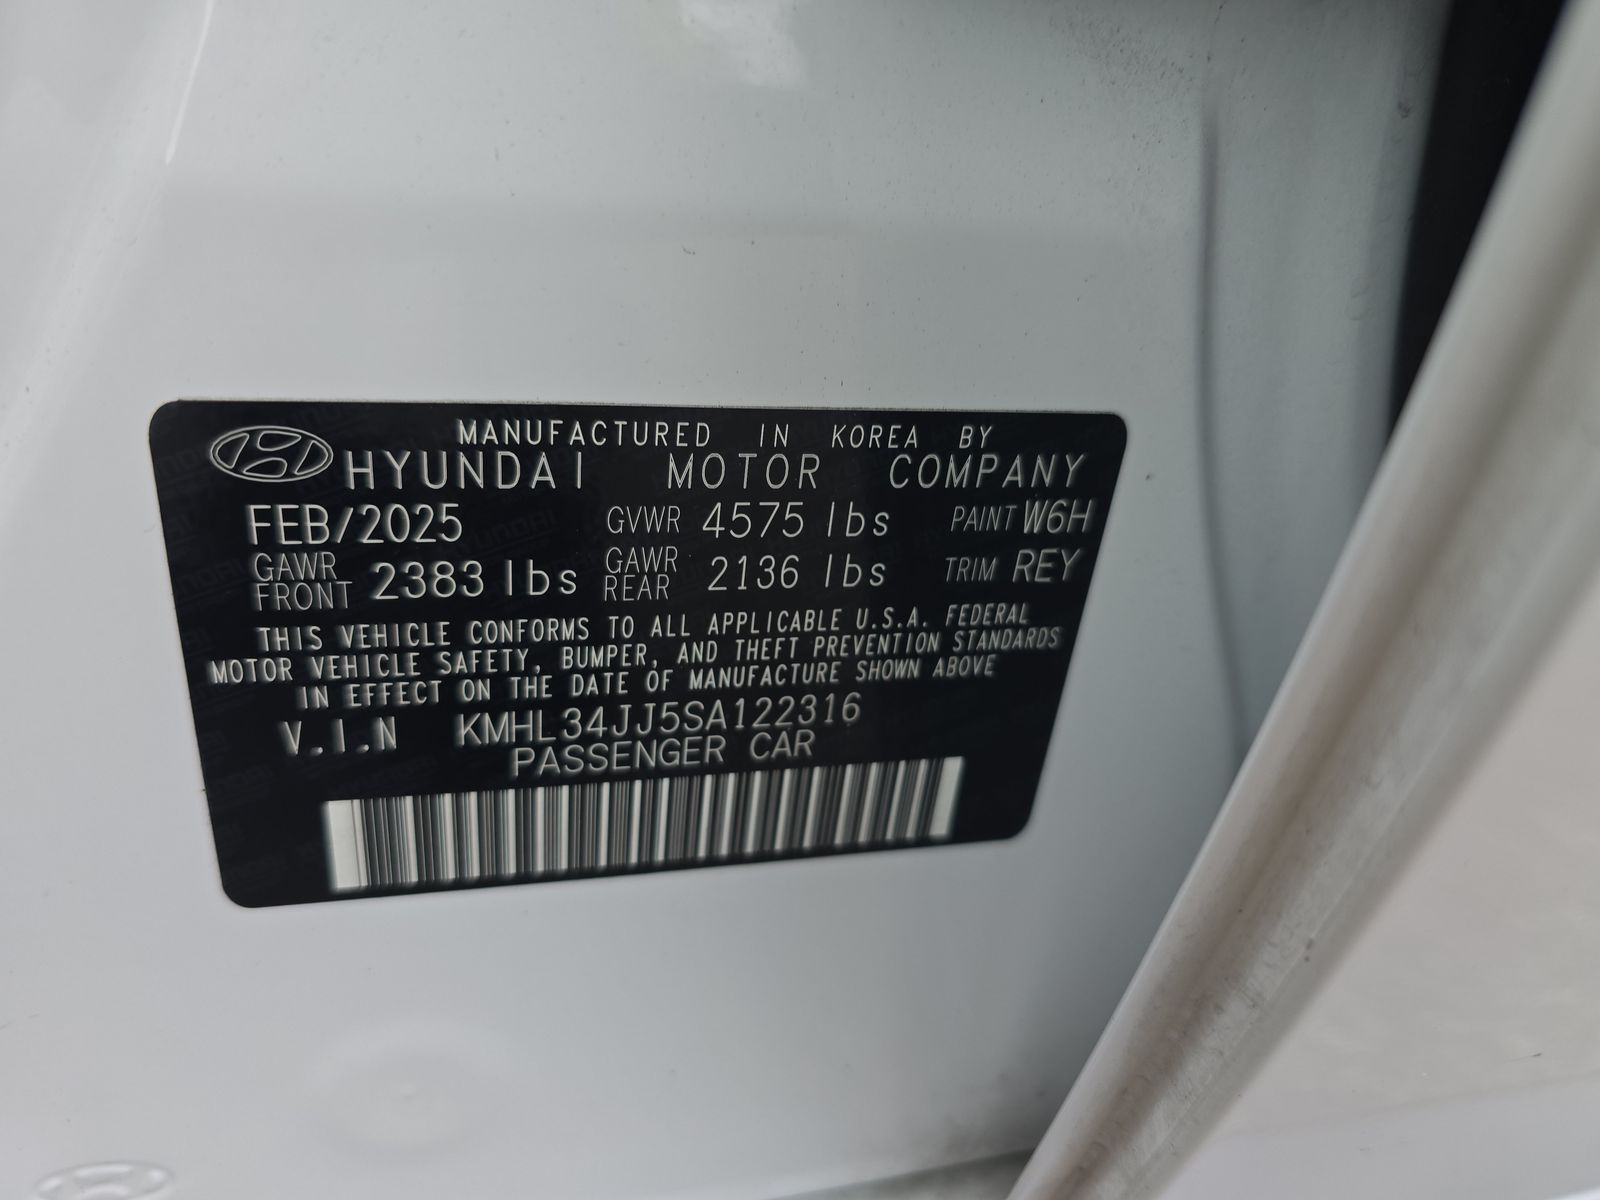 MANUFACTURED IN KOREA BY
HYUNDAI MOTOR COMPANY
FEB/2025 GVWR 4575 lbs PAINT W6H
GAWR FRONT 2383 lbs GAWR REAR 2136 lbs TRIM REY
THIS VEHICLE CONFORMS TO ALL APPLICABLE U.S.A. FEDERAL
MOTOR VEHICLE SAFETY, BUMPER, AND THEFT PREVENTION STANDARDS
IN EFFECT ON THE DATE OF MANUFACTURE SHOWN ABOVE
V.I.N KMHL34JJ5SA122316
PASSENGER CAR